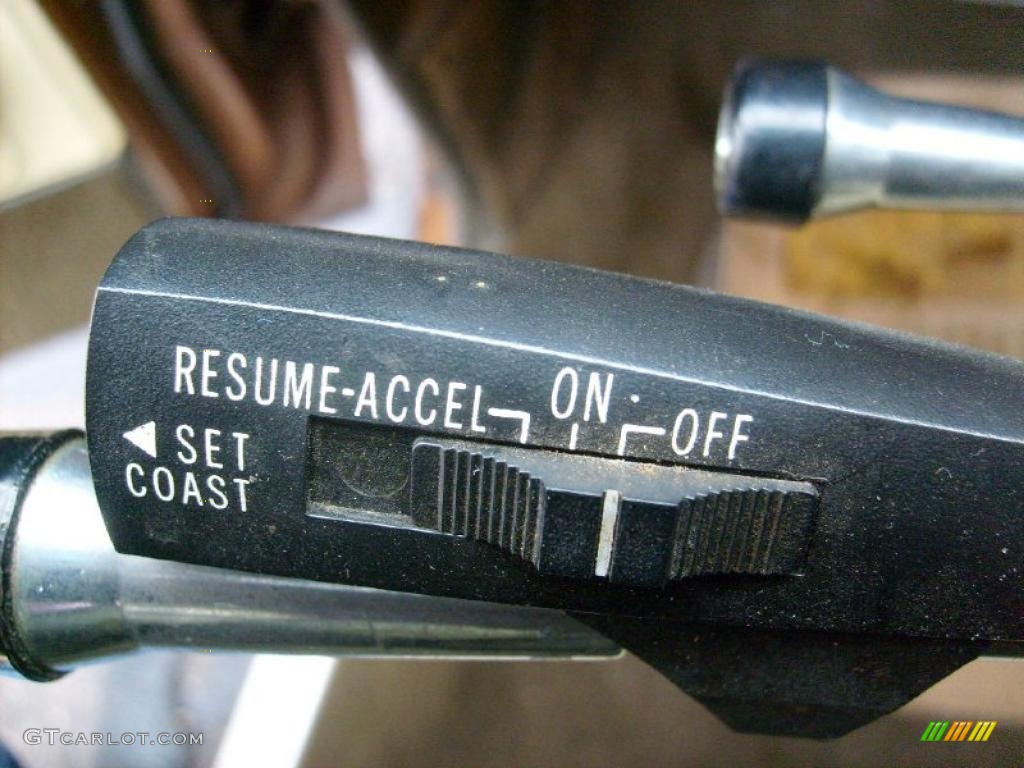 RESUME-ACCEL ON OFF
◄ SET
COAST
GTCARLOT.COM